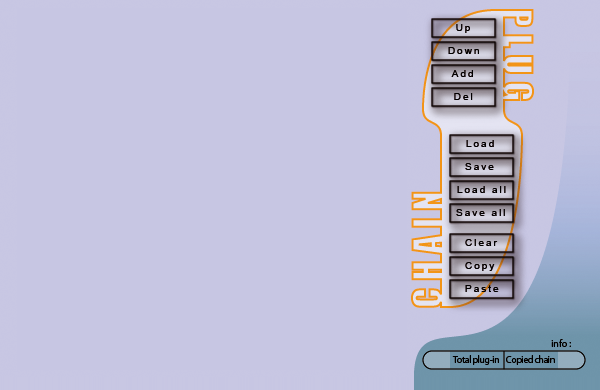 PLUG
Up
Down
Add
Del
CHAIN
Load
Save
Load all
Save all
Clear
Copy
Paste
info :
Total plug-in Copied chain